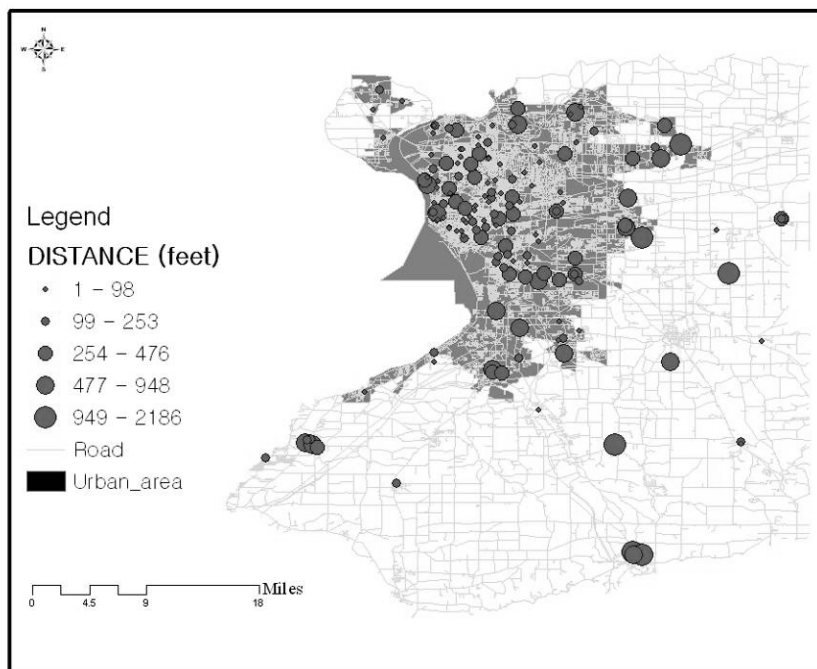 N
W E
S
Legend
DISTANCE (feet)
1 - 98
99 - 253
254 - 476
477 - 948
949 - 2186
Road
Urban_area
Miles
0 4.5 9 18